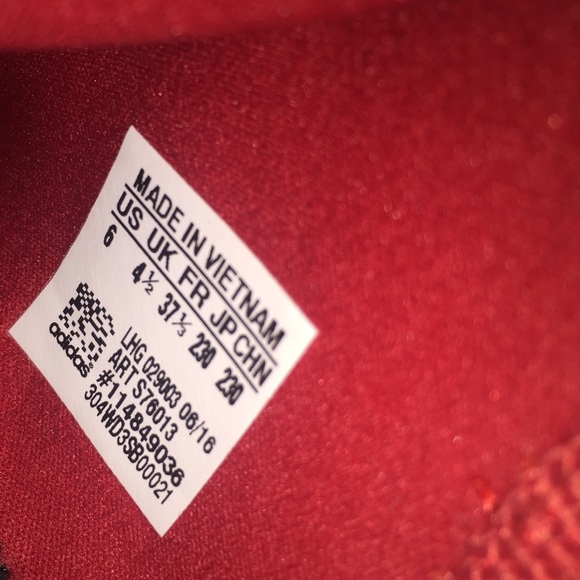 MADE IN VIETNAM
US UK FR JP CHN
6 4½ 37⅓ 230 230
LHG 029003 06/16
ART S76013
#114849036
304WD3SB00021
adidas